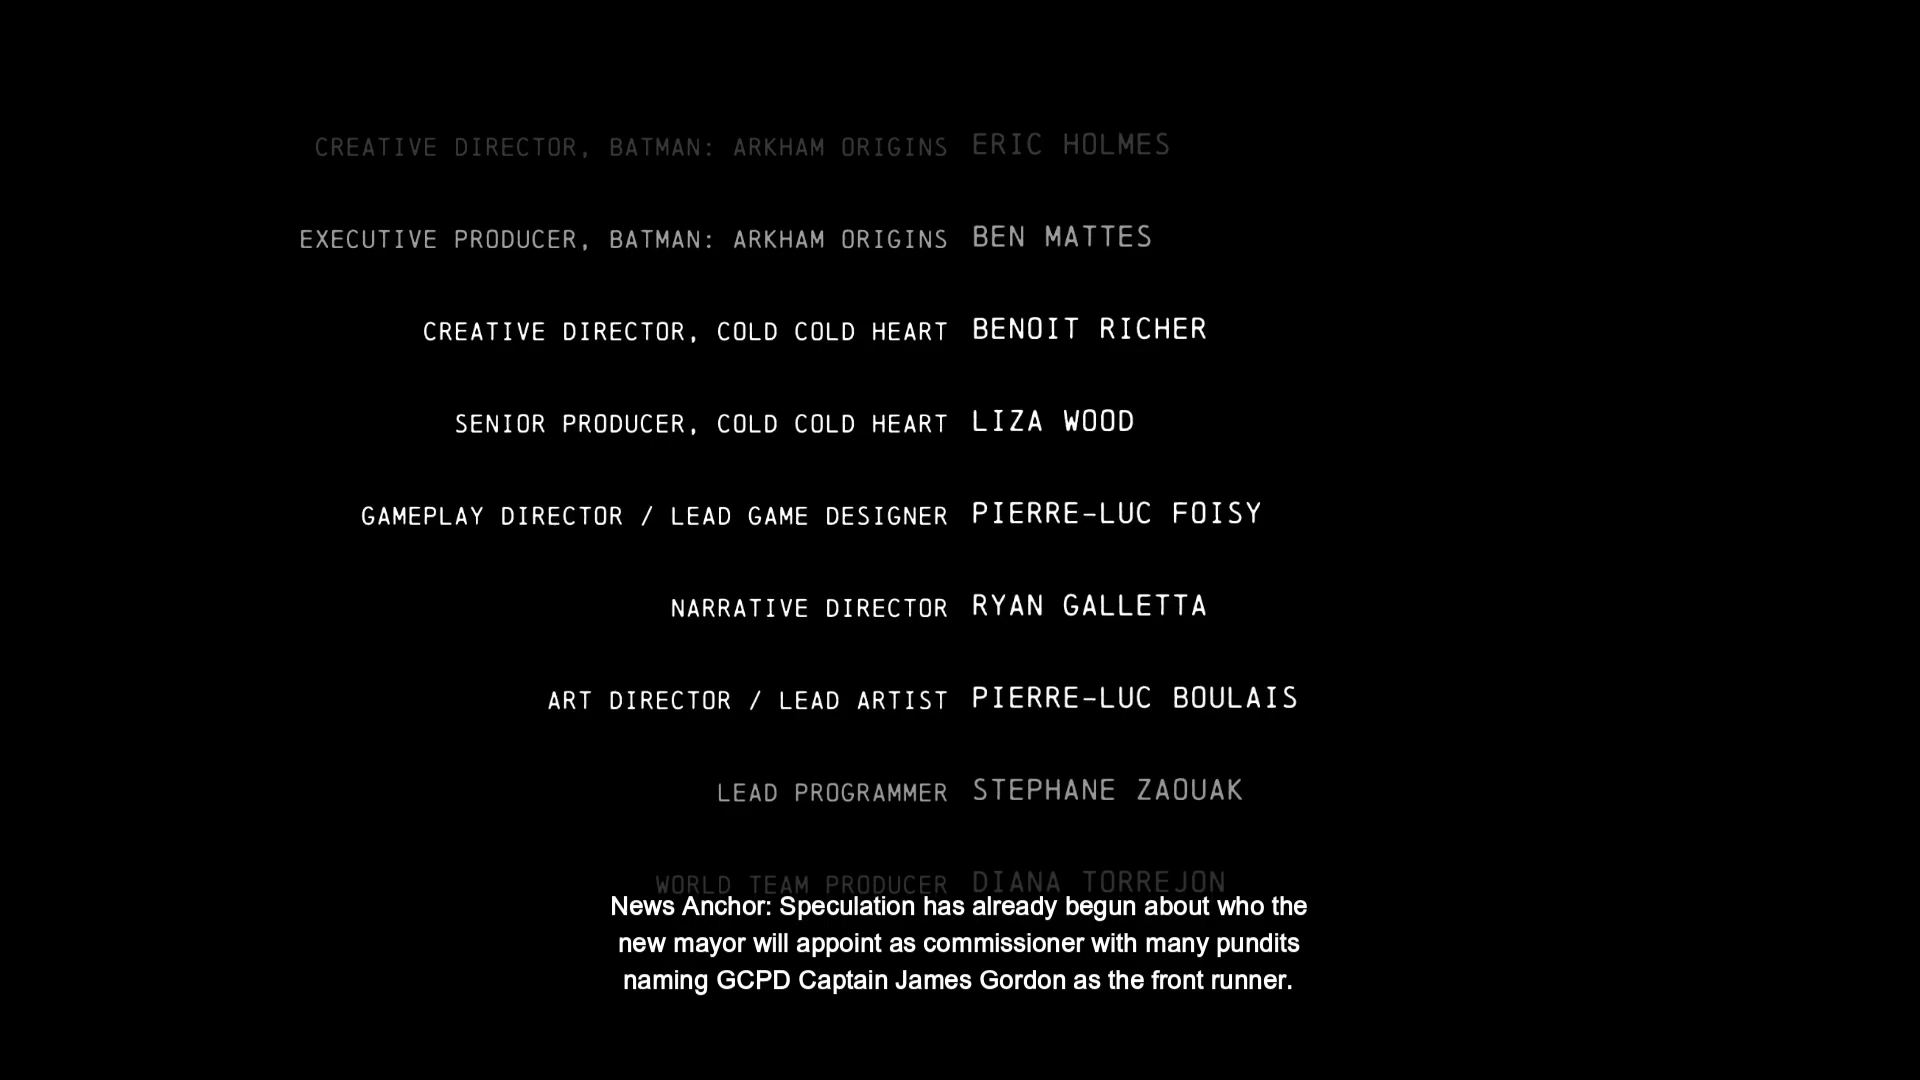 CREATIVE DIRECTOR, BATMAN: ARKHAM ORIGINS ERIC HOLMES
EXECUTIVE PRODUCER, BATMAN: ARKHAM ORIGINS BEN MATTES
CREATIVE DIRECTOR, COLD COLD HEART BENOIT RICHER
SENIOR PRODUCER, COLD COLD HEART LIZA WOOD
GAMEPLAY DIRECTOR / LEAD GAME DESIGNER PIERRE-LUC FOISY
NARRATIVE DIRECTOR RYAN GALLETTA
ART DIRECTOR / LEAD ARTIST PIERRE-LUC BOULAIS
LEAD PROGRAMMER STEPHANE ZAOUAK
WORLD TEAM PRODUCER DIANA TORREJON
News Anchor: Speculation has already begun about who the
new mayor will appoint as commissioner with many pundits
naming GCPD Captain James Gordon as the front runner.